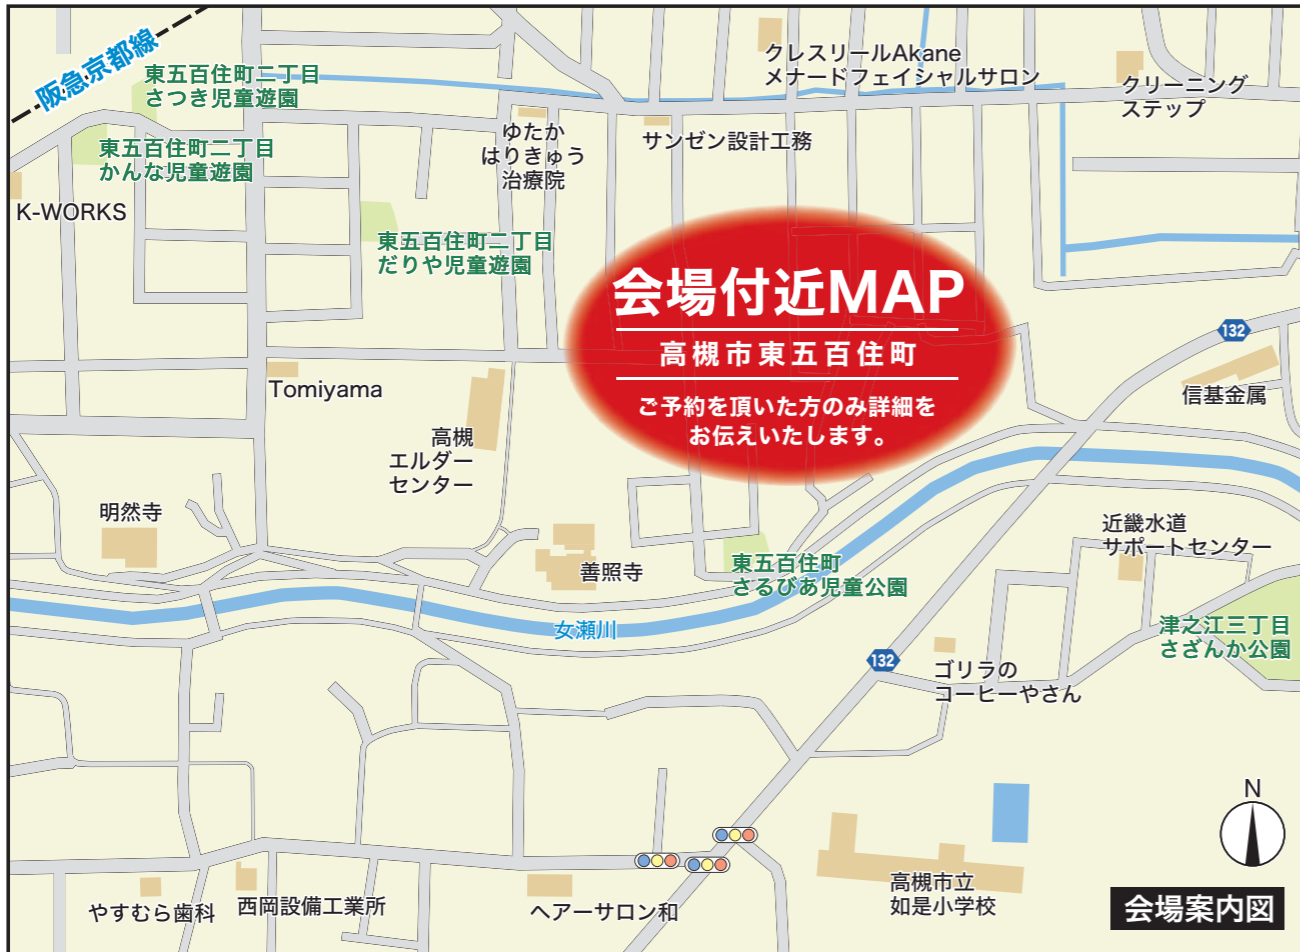 阪急京都線
東五百住町二丁目
さつき児童遊園
クレスリールAkane
メナードフェイシャルサロン
クリーニング
ステップ
東五百住町二丁目
かんな児童遊園
ゆたか
はりきゅう
治療院
サンゼン設計工務
K-WORKS
東五百住町二丁目
だりや児童遊園
会場付近MAP
高槻市東五百住町
ご予約を頂いた方のみ詳細を
お伝えいたします。
132
信基金属
Tomiyama
高槻
エルダー
センター
明然寺
近畿水道
サポートセンター
善照寺
東五百住町
さるびあ児童公園
女瀬川
津之江三丁目
さざんか公園
132
ゴリラの
コーヒーやさん
N
高槻市立
如是小学校
やすむら歯科
西岡設備工業所
ヘアーサロン和
会場案内図